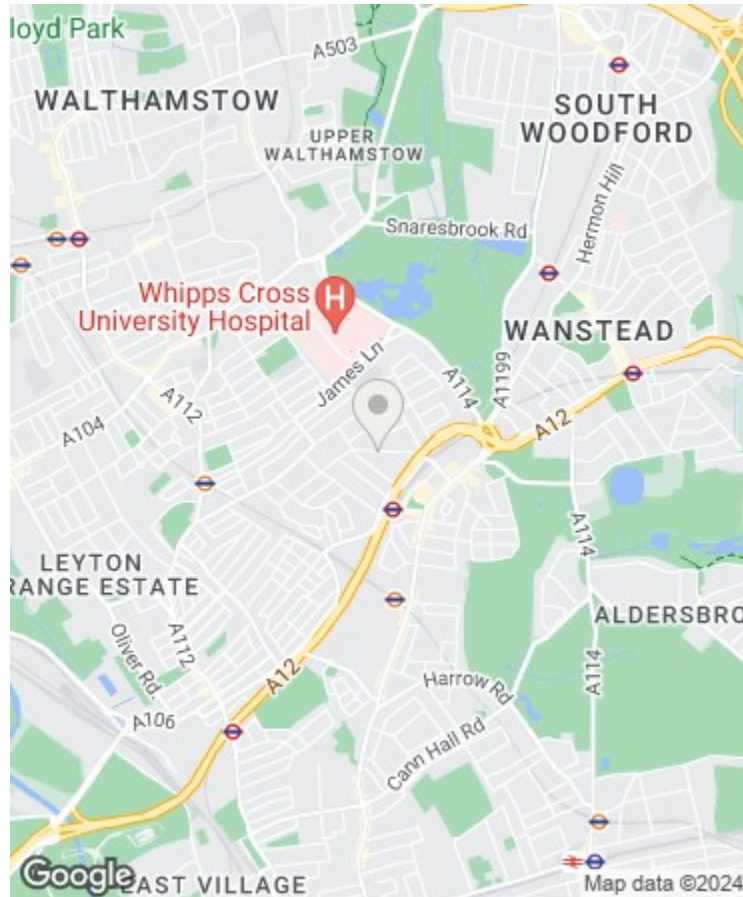 loyd Park
A503
WALTHAMSTOW
SOUTH
WOODFORD
UPPER
WALTHAMSTOW
Hermon Hill
Snaresbrook Rd
Whipps Cross
University Hospital
H
WANSTEAD
James Ln
A114
A1199
A112
A12
A104
A114
LEYTON
RANGE ESTATE
ALDERSBRO
Oliver Rd.
A112
A12
A114
Harrow Rd
A106
Cann Hall Rd
Google
EAST VILLAGE
Map data ©2024